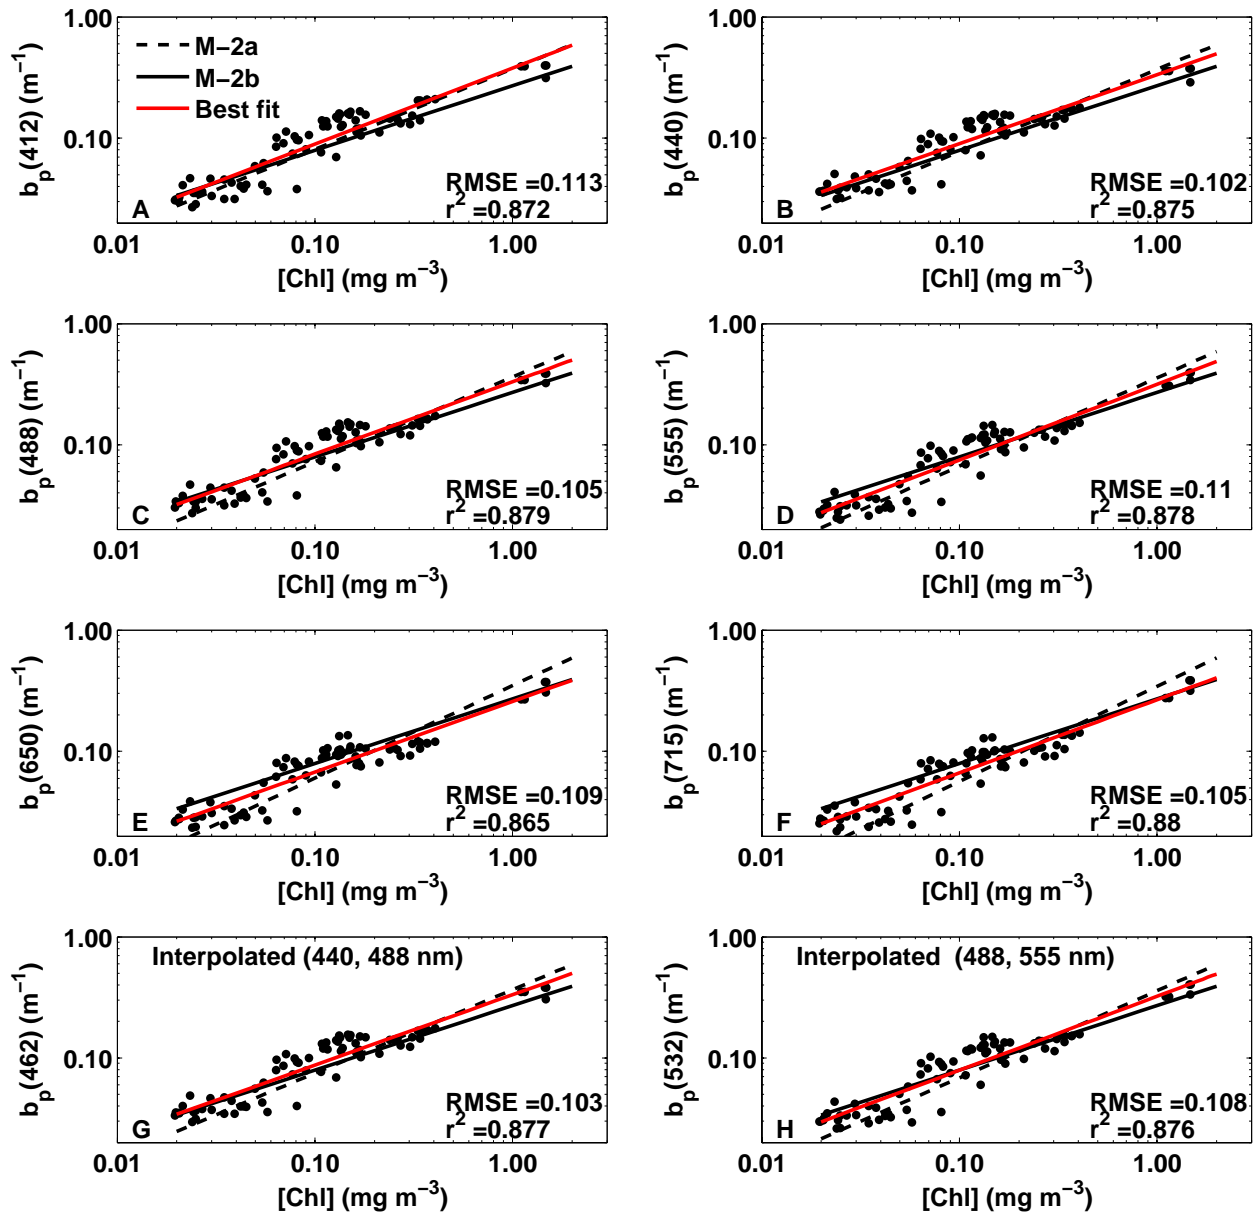 1.00
0.10
b_p(412) (m⁻¹)
M−2a
M−2b
Best fit
RMSE =0.113
r² =0.872
A
0.01 0.10 1.00
[Chl] (mg m⁻³)
1.00
0.10
b_p(440) (m⁻¹)
RMSE =0.102
r² =0.875
B
0.01 0.10 1.00
[Chl] (mg m⁻³)
1.00
0.10
b_p(488) (m⁻¹)
RMSE =0.105
r² =0.879
C
0.01 0.10 1.00
[Chl] (mg m⁻³)
1.00
0.10
b_p(555) (m⁻¹)
RMSE =0.11
r² =0.878
D
0.01 0.10 1.00
[Chl] (mg m⁻³)
1.00
0.10
b_p(650) (m⁻¹)
RMSE =0.109
r² =0.865
E
0.01 0.10 1.00
[Chl] (mg m⁻³)
1.00
0.10
b_p(715) (m⁻¹)
RMSE =0.105
r² =0.88
F
0.01 0.10 1.00
[Chl] (mg m⁻³)
1.00
0.10
b_p(462) (m⁻¹)
Interpolated (440, 488 nm)
RMSE =0.103
r² =0.877
G
0.01 0.10 1.00
[Chl] (mg m⁻³)
1.00
0.10
b_p(532) (m⁻¹)
Interpolated (488, 555 nm)
RMSE =0.108
r² =0.876
H
0.01 0.10 1.00
[Chl] (mg m⁻³)